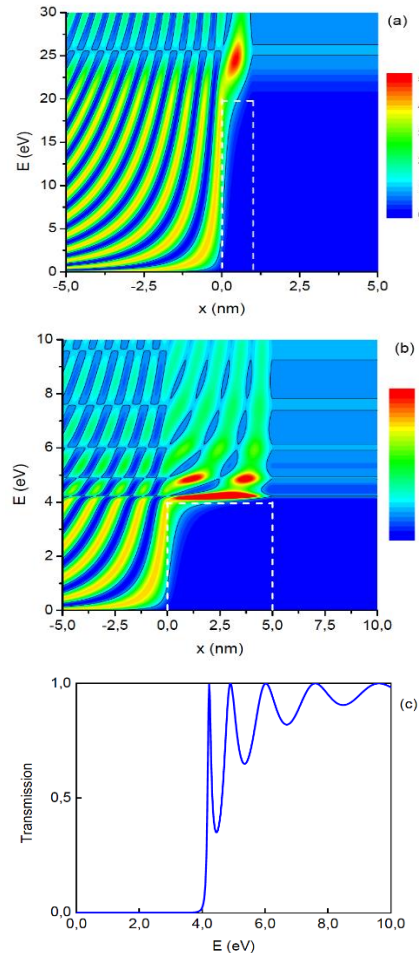 (a)
30
25
20
15
10
5
0
E (eV)
-5,0 -2,5 0,0 2,5 5,0
x (nm)
(b)
10
8
6
4
2
0
E (eV)
-5,0 -2,5 0,0 2,5 5,0 7,5 10,0
x (nm)
(c)
1,0
0,5
0,0
Transmission
0,0 2,0 4,0 6,0 8,0 10,0
E (eV)